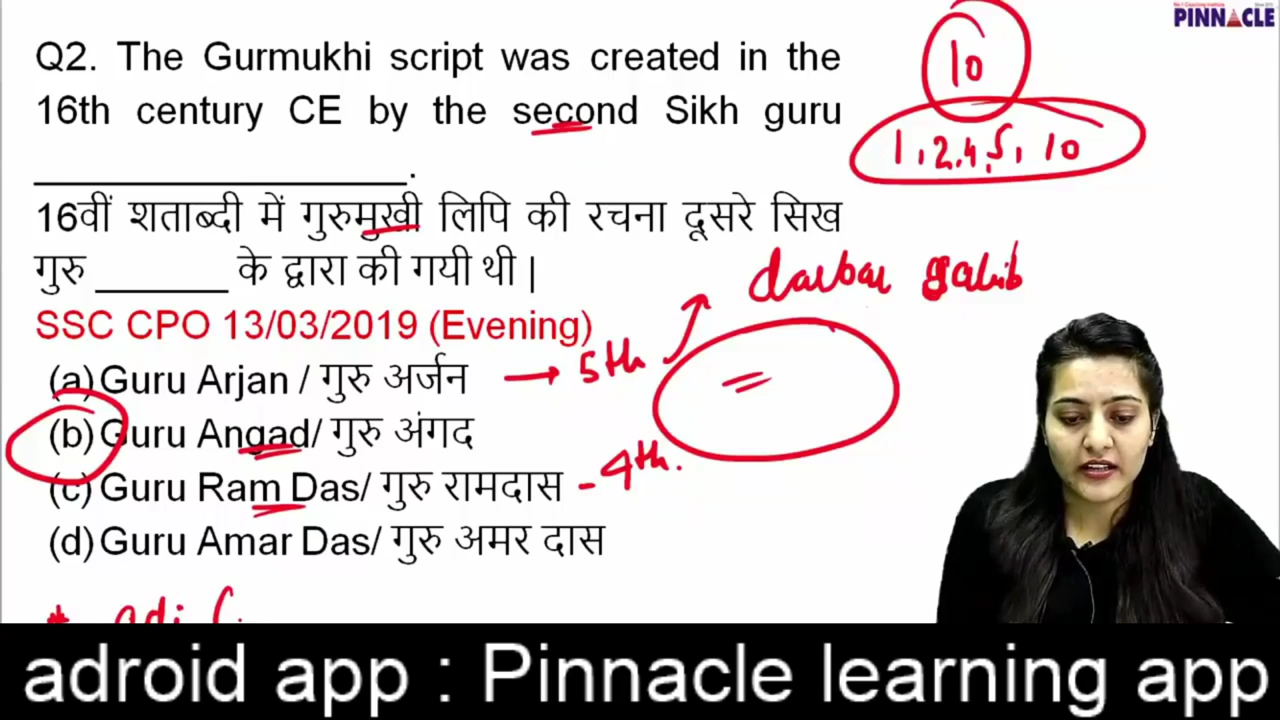 PINNACLE
Q2. The Gurmukhi script was created in the
16th century CE by the second Sikh guru
_________________.
16वीं शताब्दी में गुरुमुखी लिपि की रचना दूसरे सिख
गुरु ______ के द्वारा की गयी थी |
SSC CPO 13/03/2019 (Evening)
(a) Guru Arjan / गुरु अर्जन → 5th
(b) Guru Angad/ गुरु अंगद
(c) Guru Ram Das/ गुरु रामदास - 4th.
(d) Guru Amar Das/ गुरु अमर दास
10
1, 2, 4, 5, 10
darbar sahib
* adi
adroid app : Pinnacle learning app